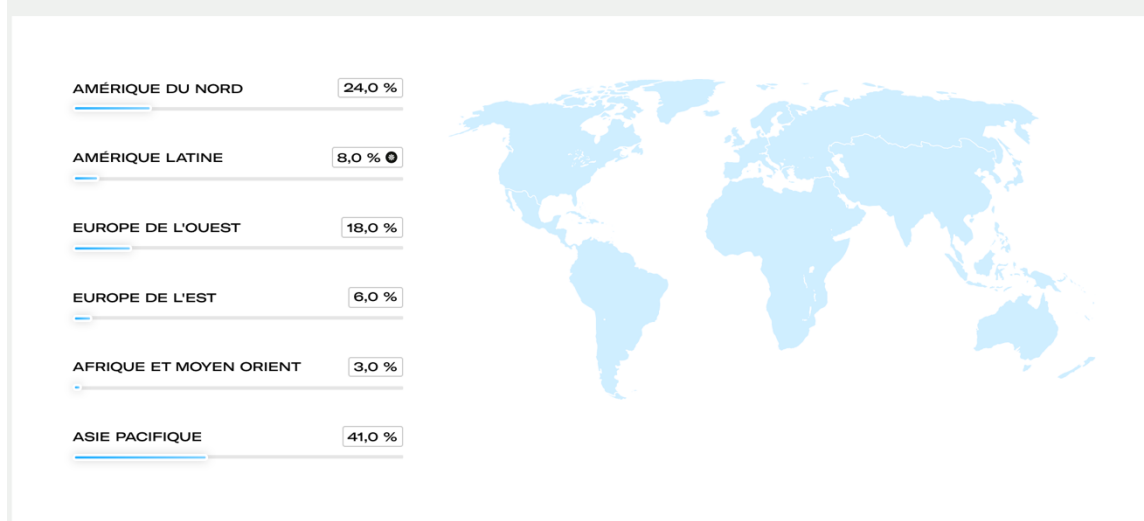 AMÉRIQUE DU NORD 24,0 %
AMÉRIQUE LATINE 8,0 %
EUROPE DE L'OUEST 18,0 %
EUROPE DE L'EST 6,0 %
AFRIQUE ET MOYEN ORIENT 3,0 %
ASIE PACIFIQUE 41,0 %